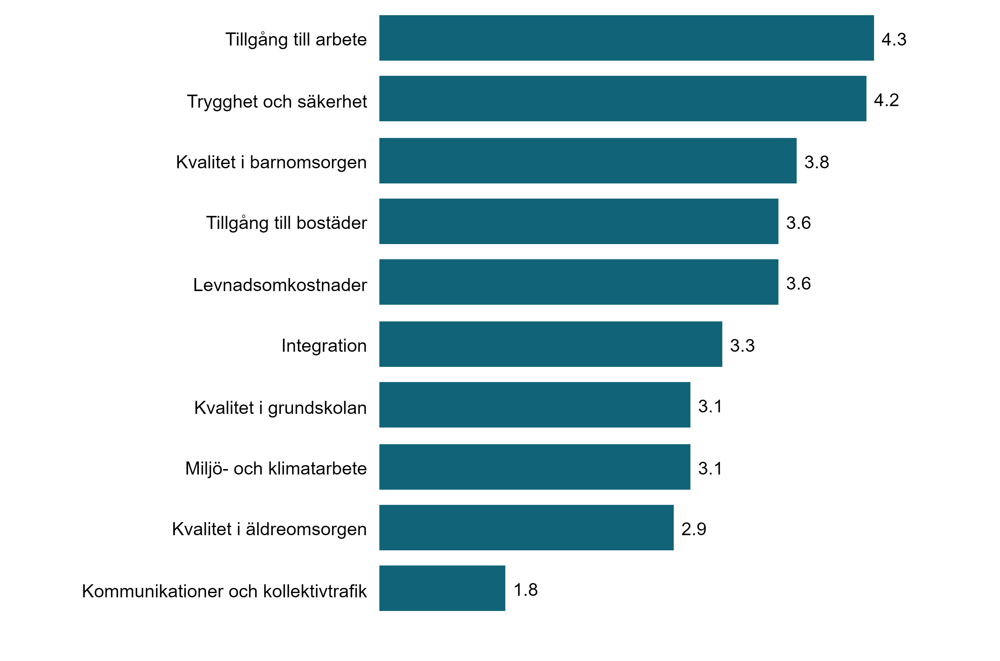 Tillgång till arbete 4.3
Trygghet och säkerhet 4.2
Kvalitet i barnomsorgen 3.8
Tillgång till bostäder 3.6
Levnadsomkostnader 3.6
Integration 3.3
Kvalitet i grundskolan 3.1
Miljö- och klimatarbete 3.1
Kvalitet i äldreomsorgen 2.9
Kommunikationer och kollektivtrafik 1.8